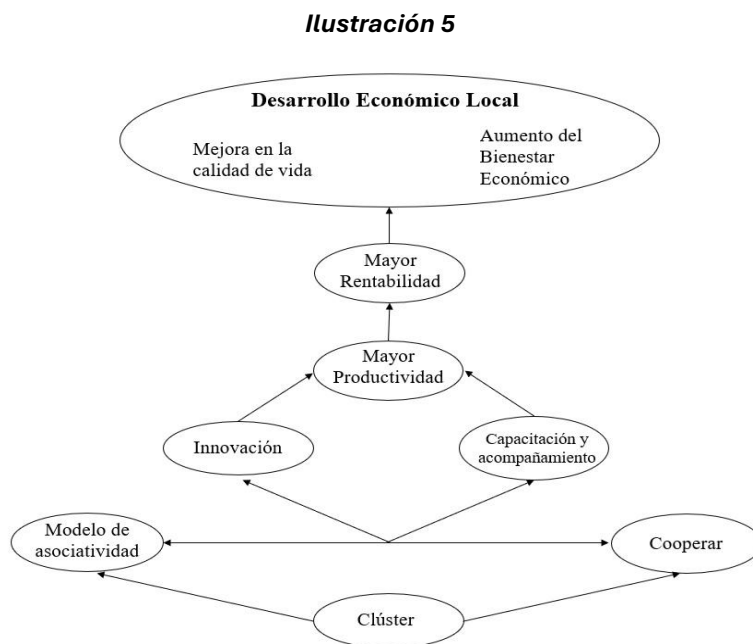 Ilustración 5
Desarrollo Económico Local
Mejora en la
calidad de vida
Aumento del
Bienestar
Económico
Mayor
Rentabilidad
Mayor
Productividad
Innovación
Capacitación y
acompañamiento
Modelo de
asociatividad
Cooperar
Clúster